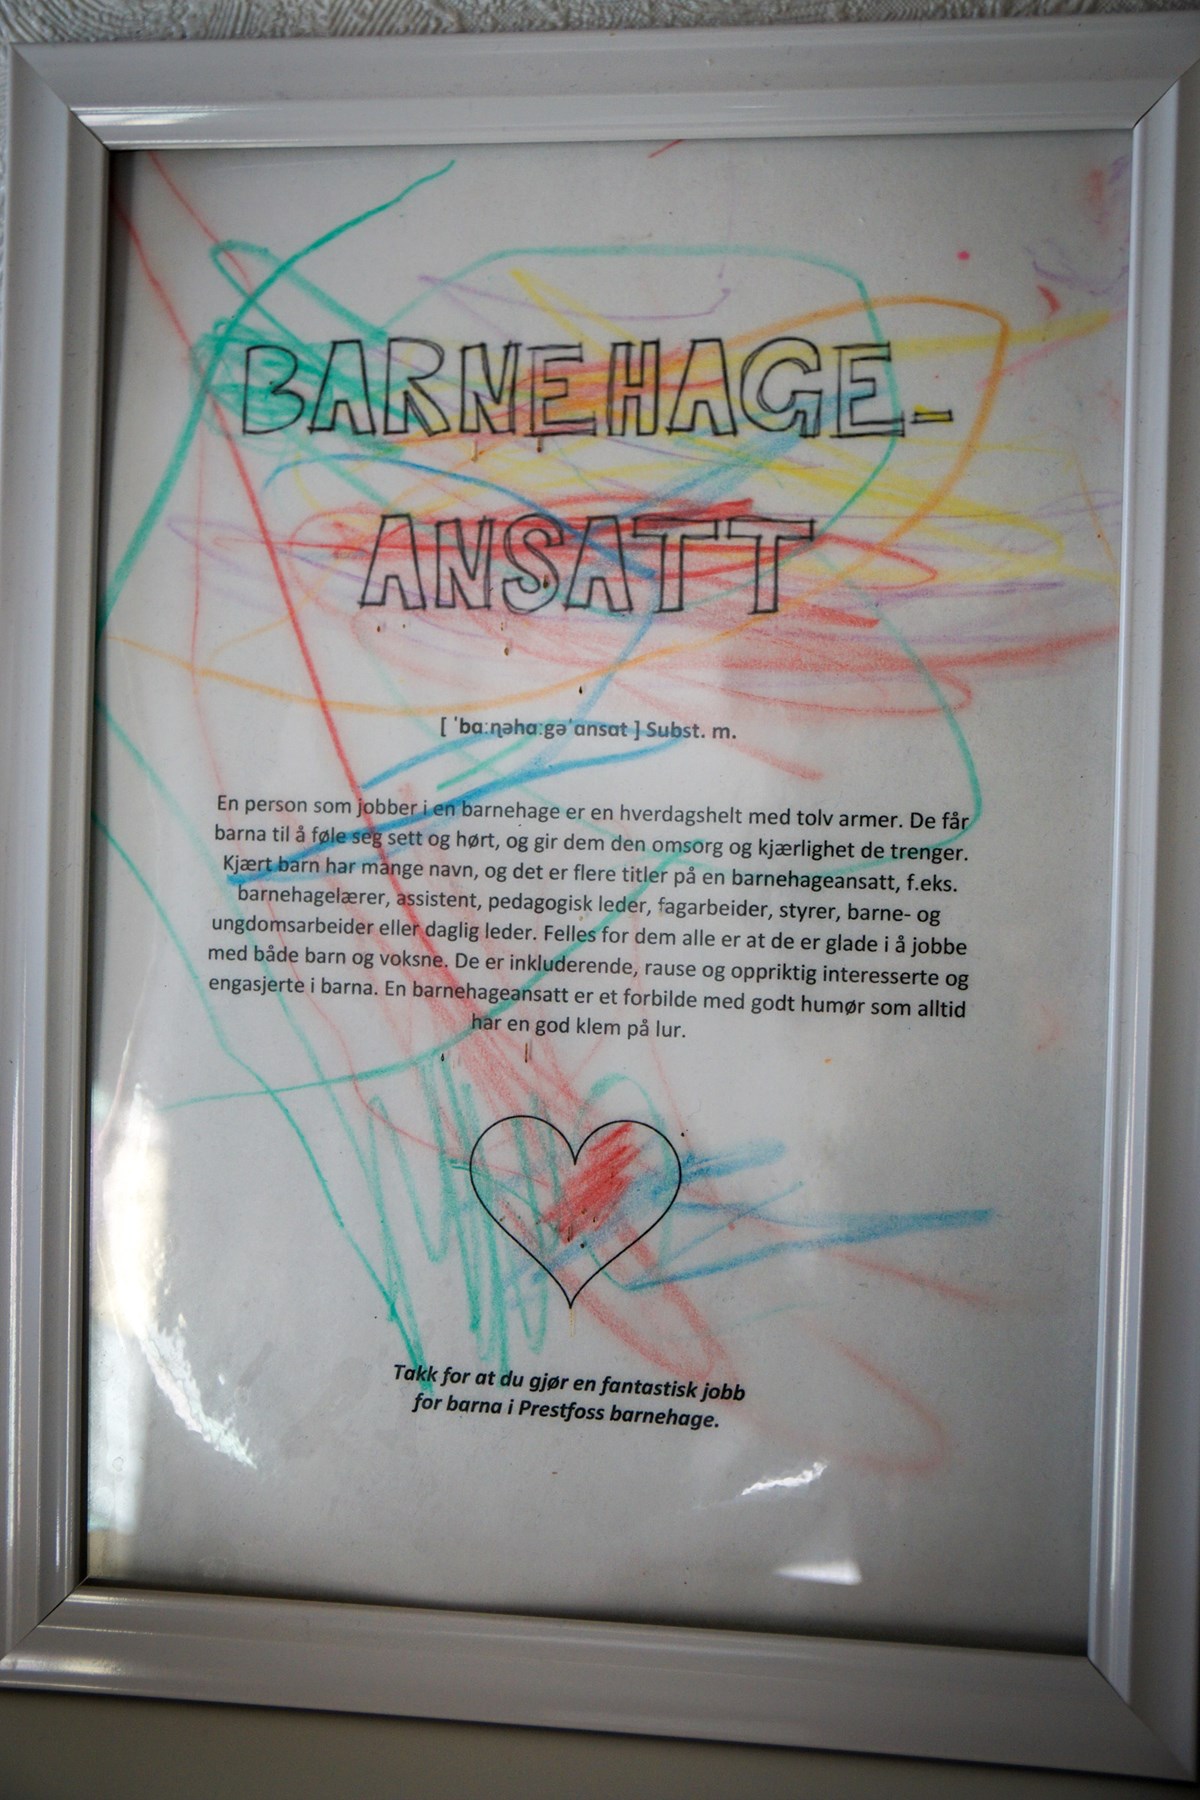 BARNEHAGE-
ANSATT
[ ˈbɑːɳəhɑːgəˈɑnsɑt ] Subst. m.
En person som jobber i en barnehage er en hverdagshelt med tolv armer. De får
barna til å føle seg sett og hørt, og gir dem den omsorg og kjærlighet de trenger.
Kjært barn har mange navn, og det er flere titler på en barnehageansatt, f.eks.
barnehagelærer, assistent, pedagogisk leder, fagarbeider, styrer, barne- og
ungdomsarbeider eller daglig leder. Felles for dem alle er at de er glade i å jobbe
med både barn og voksne. De er inkluderende, rause og oppriktig interesserte og
engasjerte i barna. En barnehageansatt er et forbilde med godt humør som alltid
har en god klem på lur.
Takk for at du gjør en fantastisk jobb
for barna i Prestfoss barnehage.